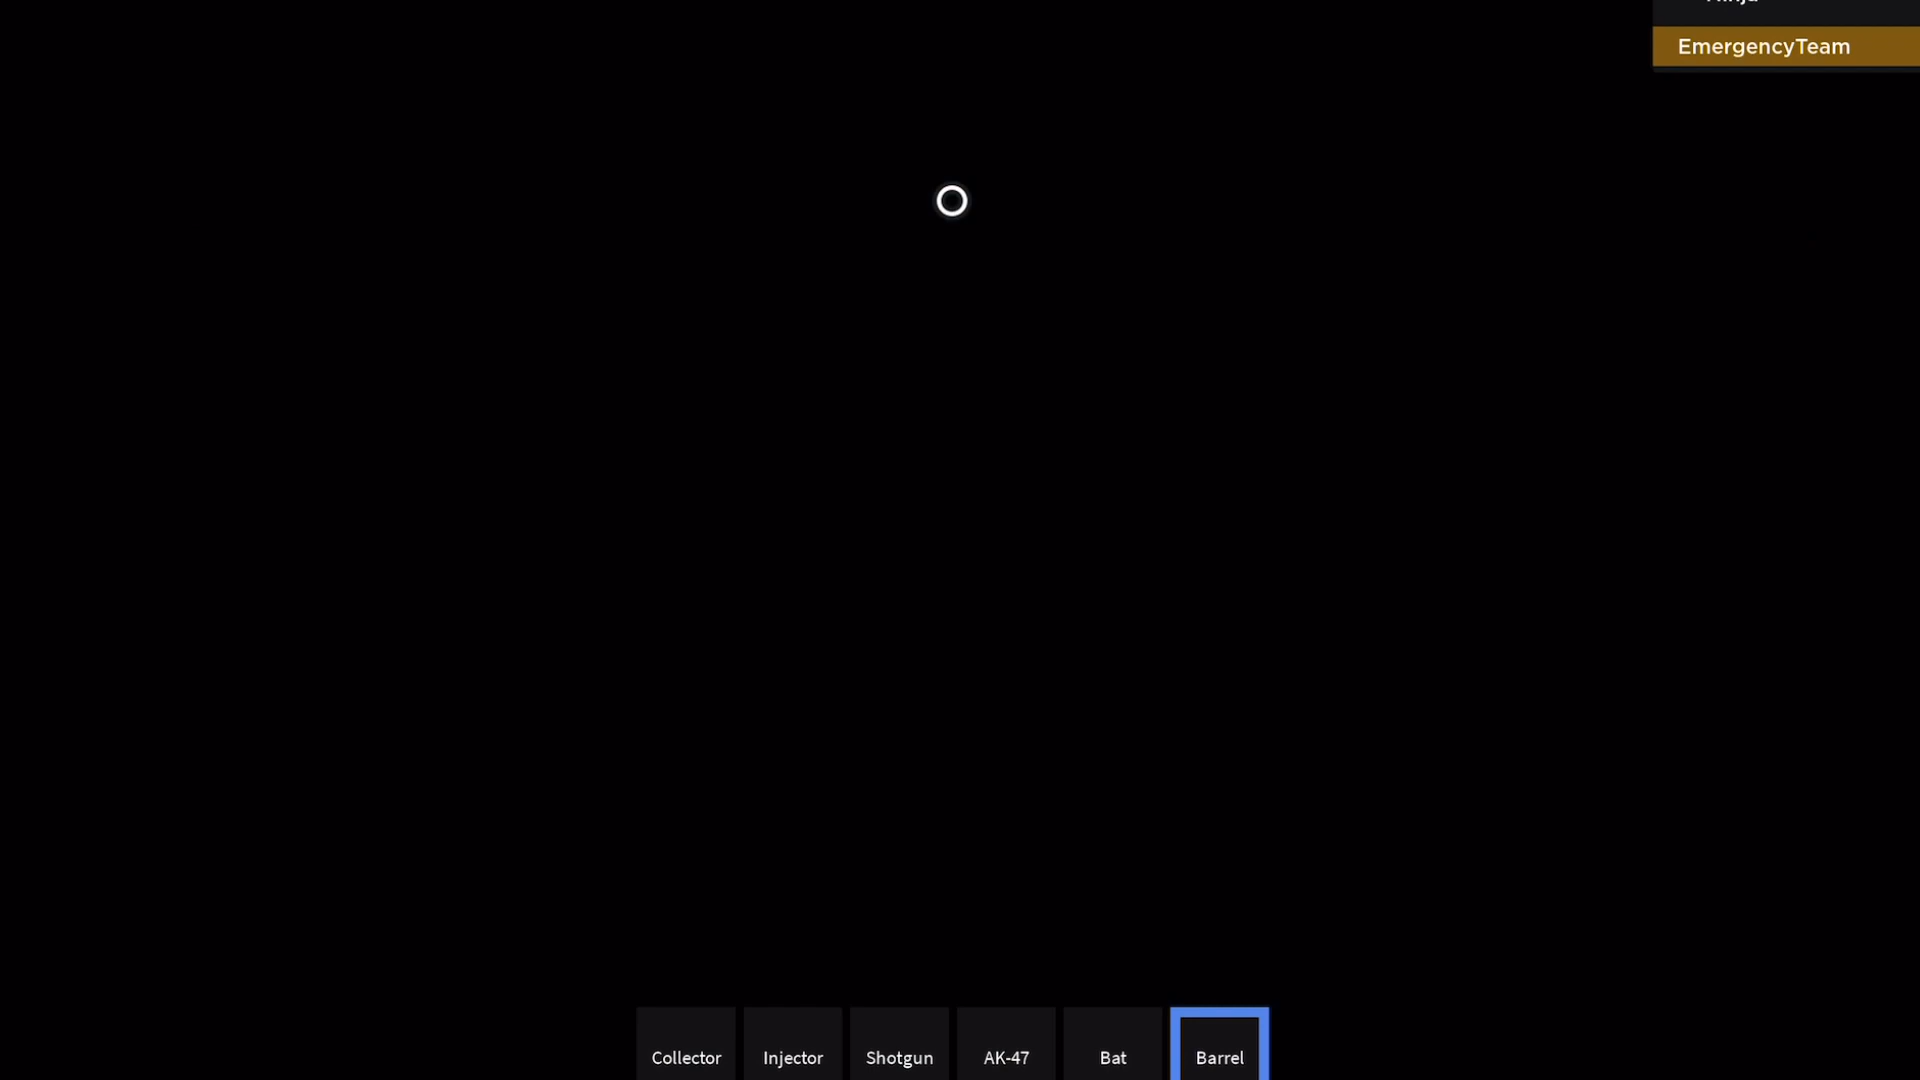 EmergencyTeam
Collector Injector Shotgun AK-47 Bat Barrel